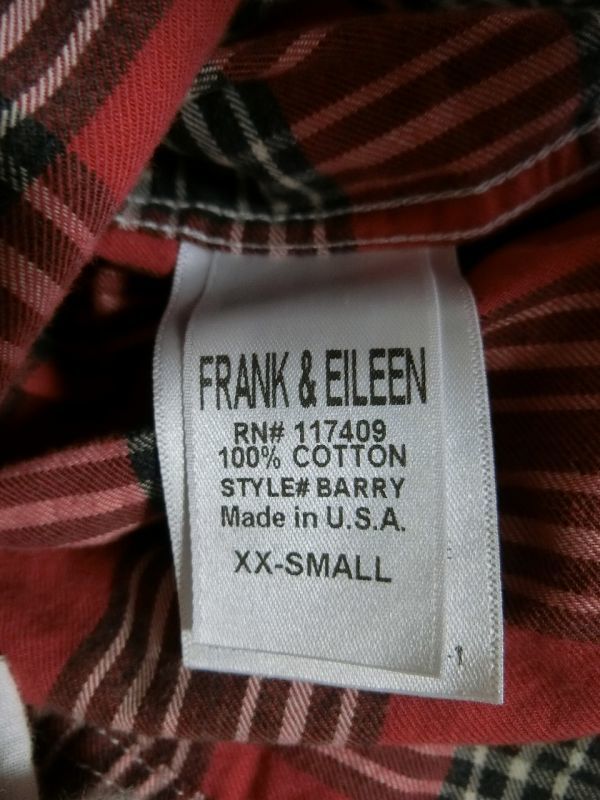 FRANK & EILEEN
RN# 117409
100% COTTON
STYLE# BARRY
Made in U.S.A.
XX-SMALL